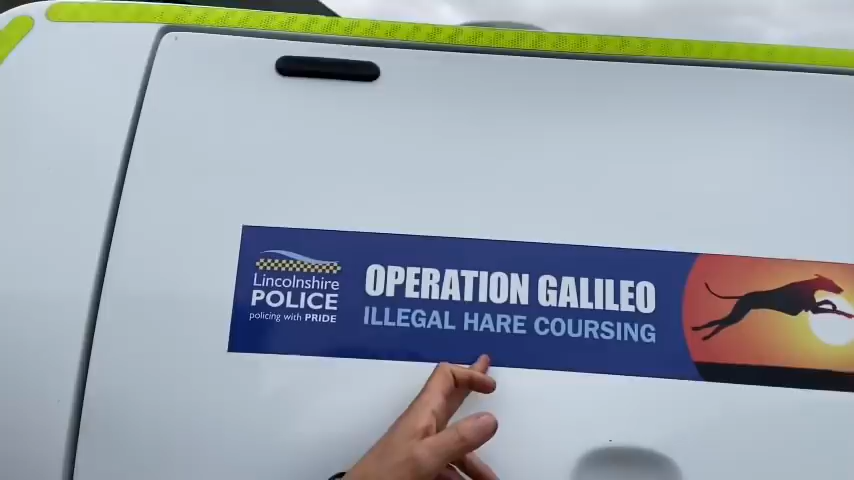 Lincolnshire
POLICE
policing with PRIDE
OPERATION GALILEO
ILLEGAL HARE COURSING